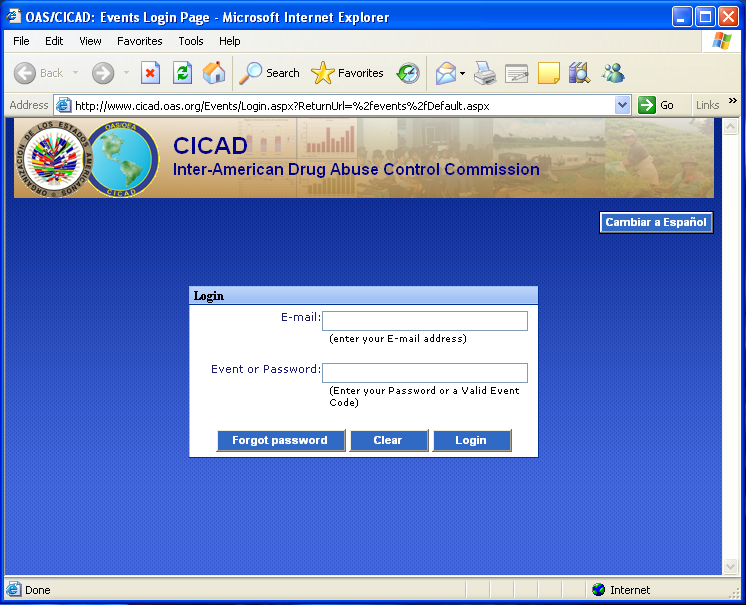 OAS/CICAD: Events Login Page - Microsoft Internet Explorer
File Edit View Favorites Tools Help
Back Search Favorites
Address http://www.cicad.oas.org/Events/Login.aspx?ReturnUrl=%2fevents%2fDefault.aspx Go Links »
ORGANIZACION DE LOS ESTADOS AMERICANOS
OAS/OEA
CICAD
CICAD
Inter-American Drug Abuse Control Commission
Cambiar a Español
Login
E-mail:
(enter your E-mail address)
Event or Password:
(Enter your Password or a Valid Event
Code)
Forgot password Clear Login
Done Internet